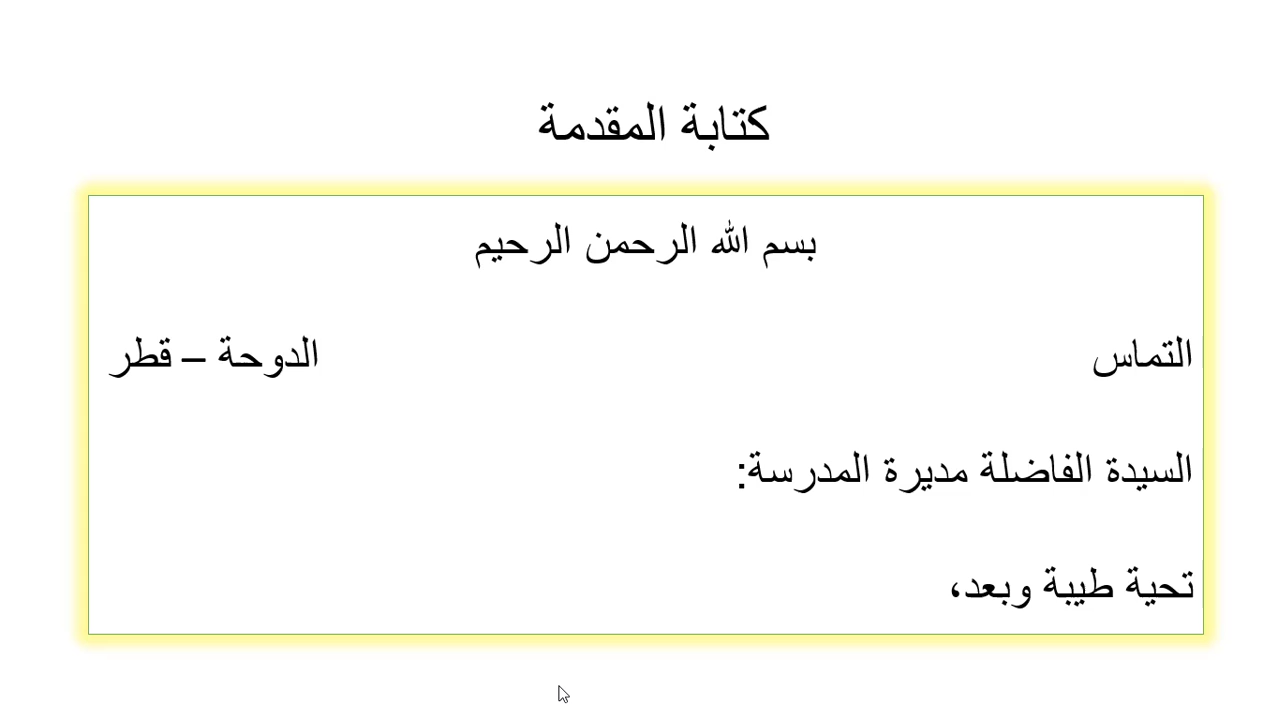 كتابة المقدمة
بسم الله الرحمن الرحيم
التماس الدوحة – قطر
السيدة الفاضلة مديرة المدرسة:
تحية طيبة وبعد،